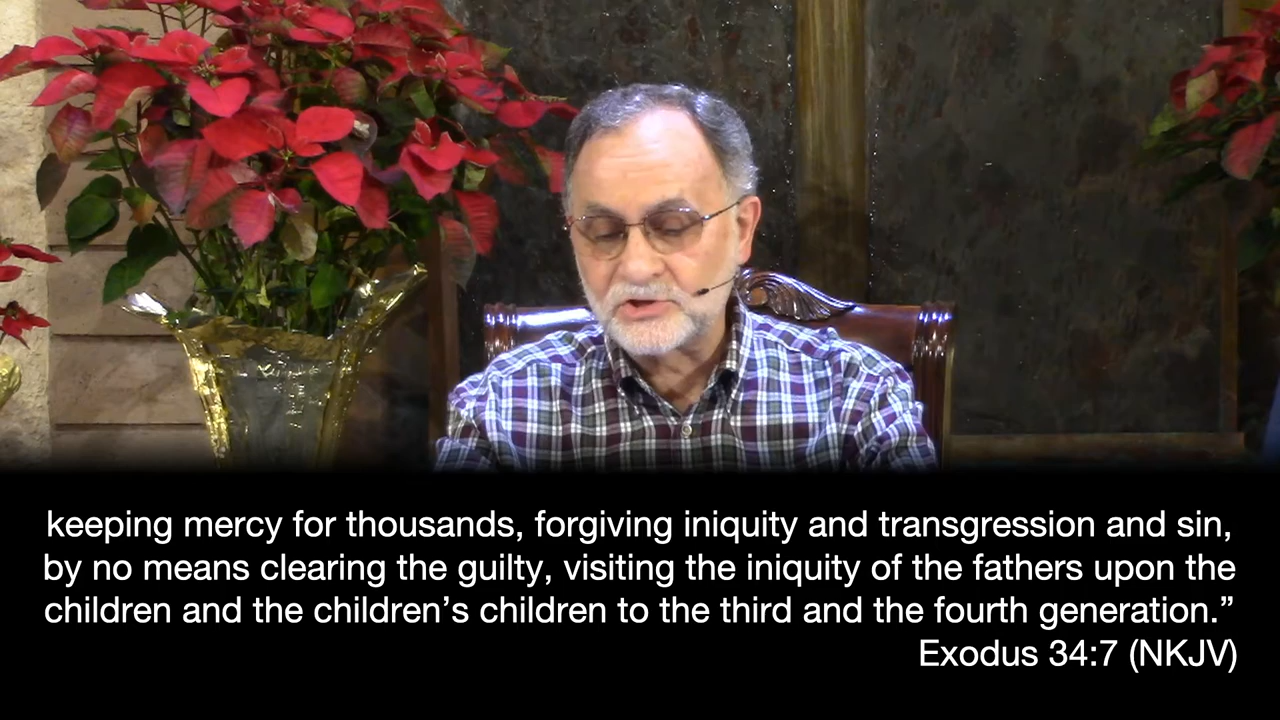 keeping mercy for thousands, forgiving iniquity and transgression and sin,
by no means clearing the guilty, visiting the iniquity of the fathers upon the
children and the children’s children to the third and the fourth generation.”
Exodus 34:7 (NKJV)